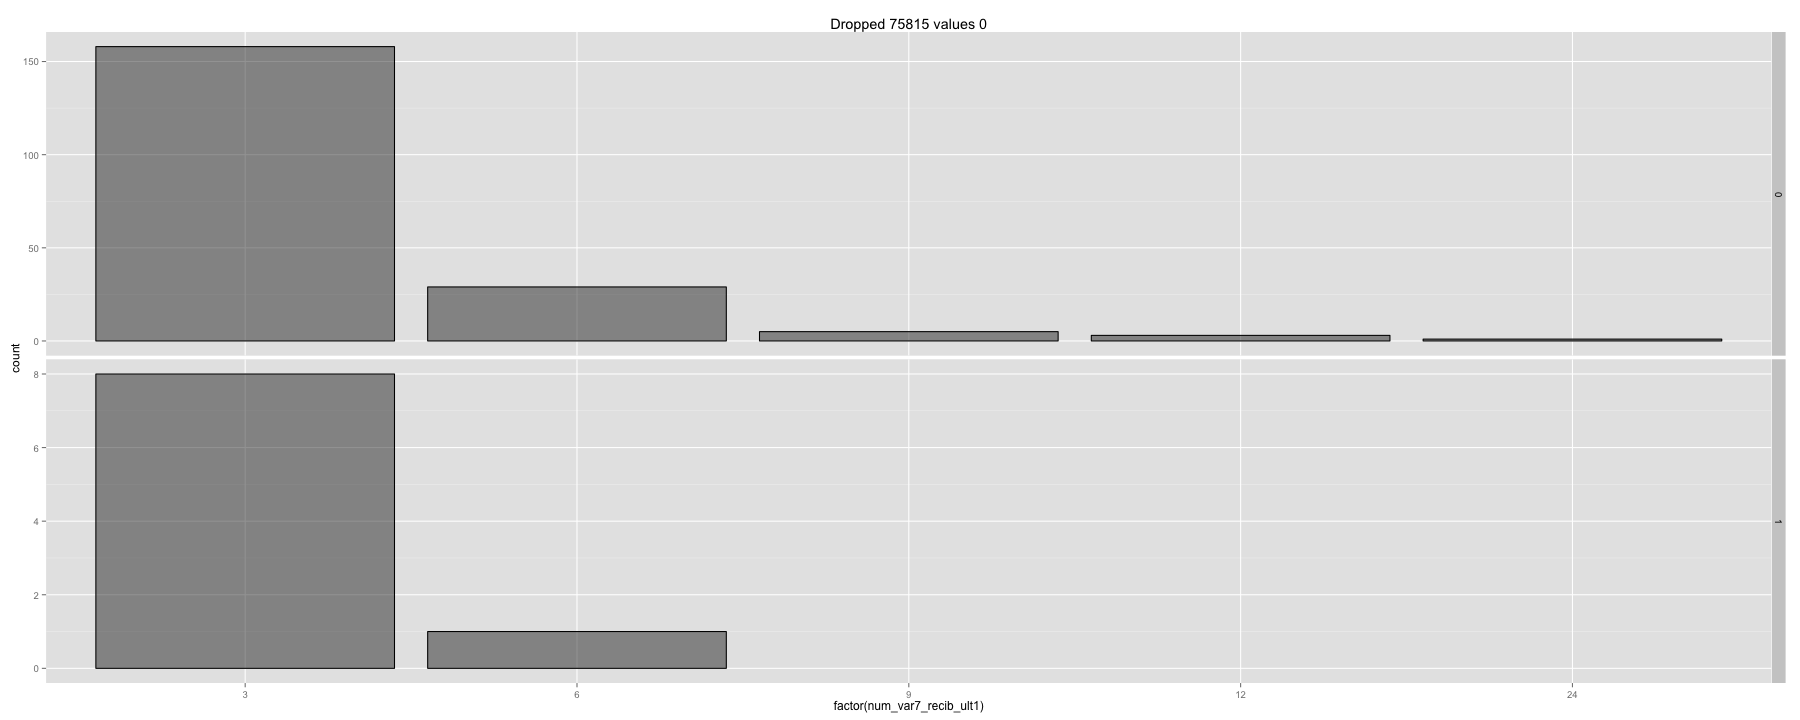 Dropped 75815 values 0
150
100
50
0
0
count
8
6
4
2
0
1
3 6 9 12 24
factor(num_var7_recib_ult1)